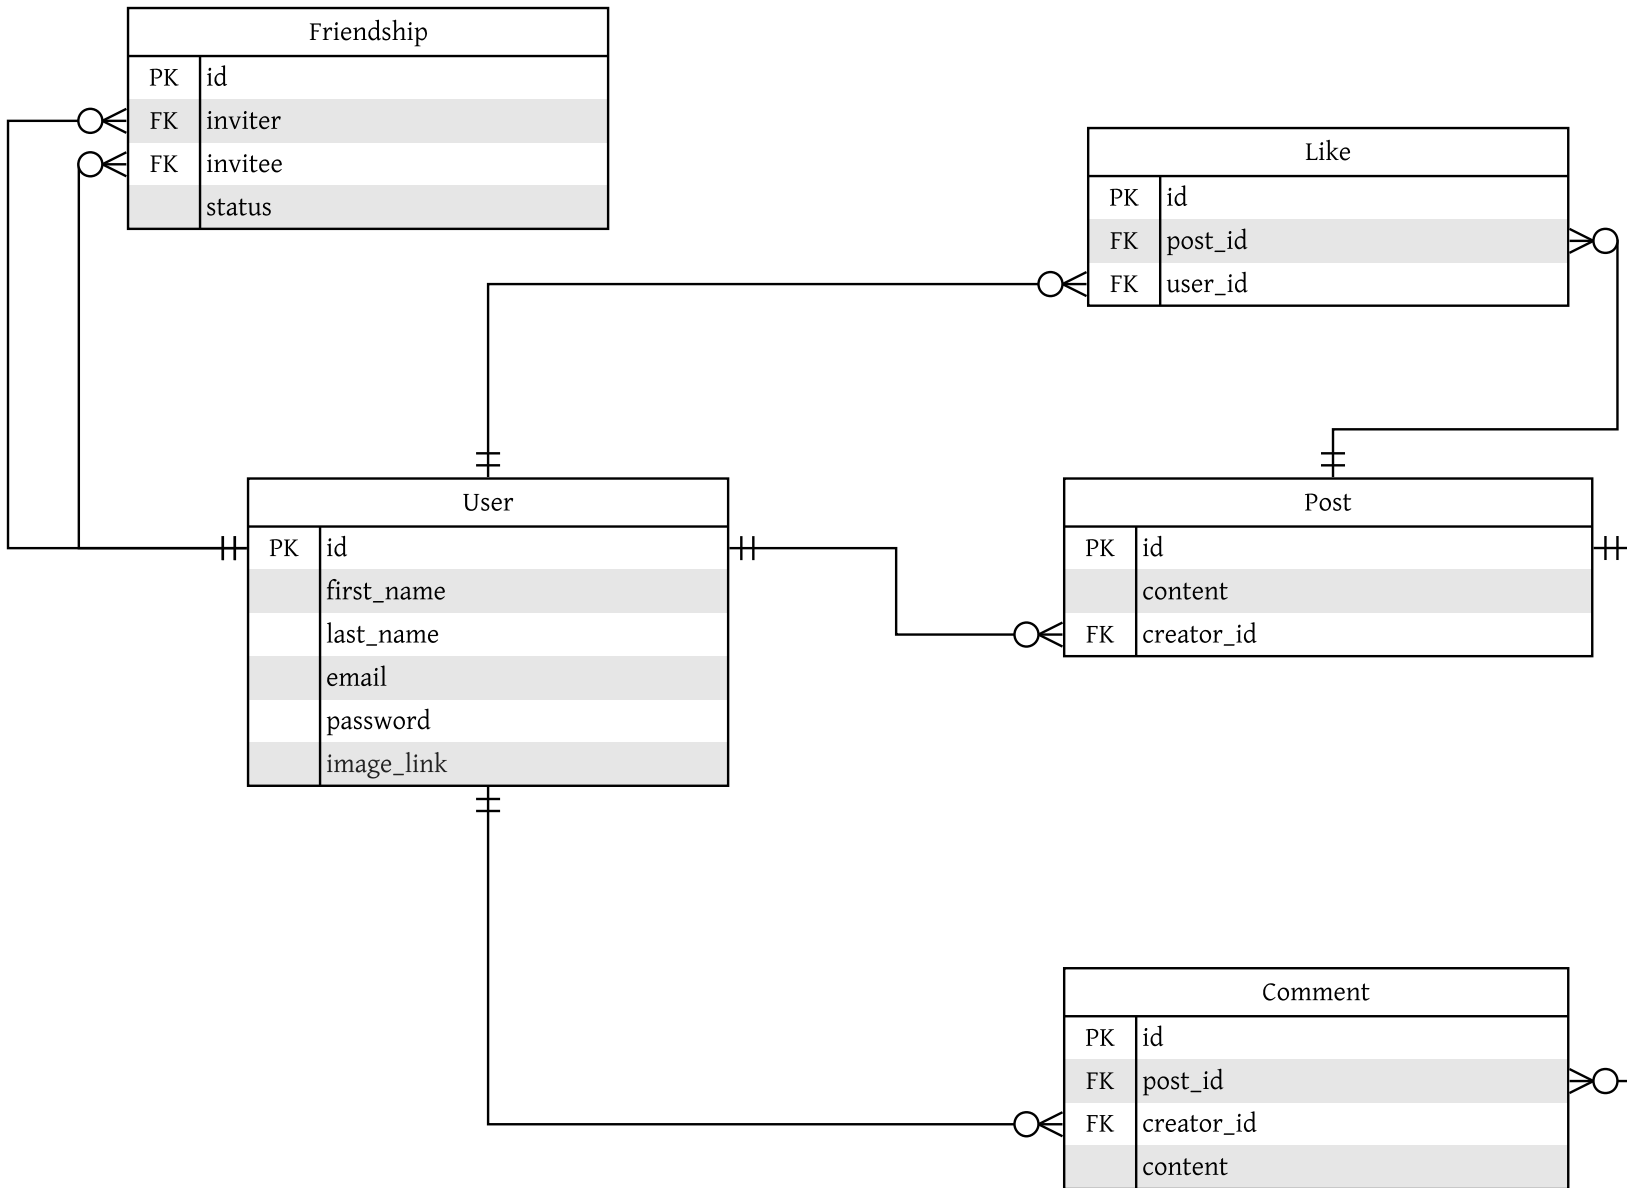 Friendship
PK id
FK inviter
FK invitee
status
Like
PK id
FK post_id
FK user_id
User
PK id
first_name
last_name
email
password
image_link
Post
PK id
content
FK creator_id
Comment
PK id
FK post_id
FK creator_id
content